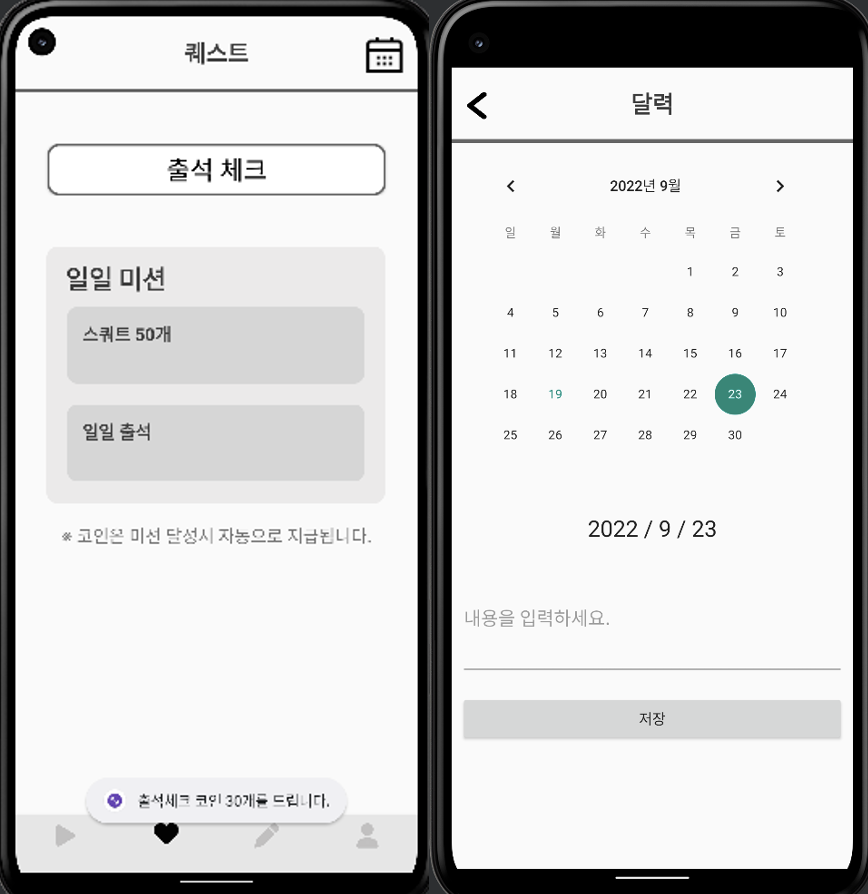 퀘스트
출석 체크
일일 미션
스쿼트 50개
일일 출석
※ 코인은 미션 달성시 자동으로 지급됩니다.
출석체크 코인 30개를 드립니다.
달력
2022년 9월
일 월 화 수 목 금 토
1 2 3
4 5 6 7 8 9 10
11 12 13 14 15 16 17
18 19 20 21 22 23 24
25 26 27 28 29 30
2022 / 9 / 23
내용을 입력하세요.
저장